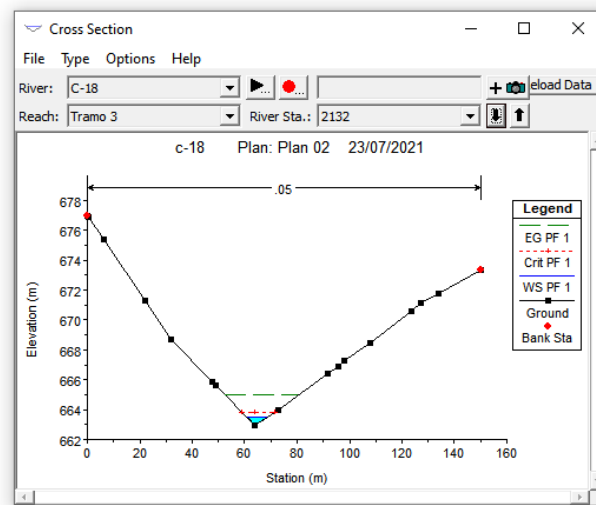 Cross Section
File Type Options Help
River: C-18 ... ... + eload Data
Reach: Tramo 3 River Sta.: 2132
c-18 Plan: Plan 02 23/07/2021
.05
Legend
EG PF 1
Crit PF 1
WS PF 1
Ground
Bank Sta
678
676
674
672
670
668
666
664
662
Elevation (m)
0 20 40 60 80 100 120 140 160
Station (m)